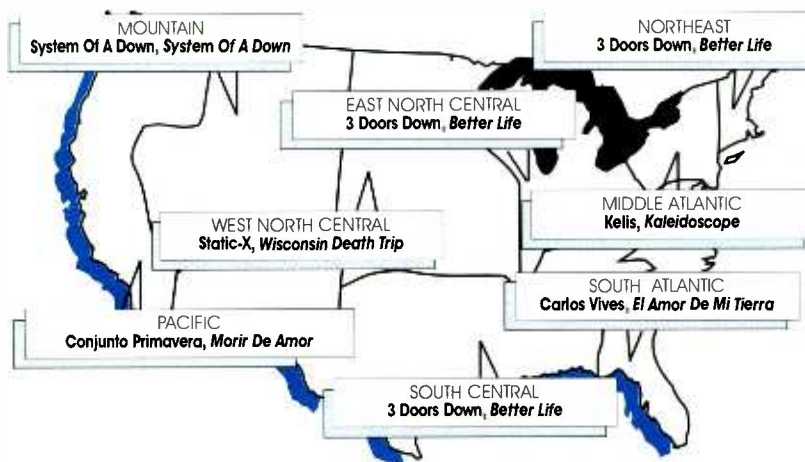 MOUNTAIN
System Of A Down, System Of A Down
NORTHEAST
3 Doors Down, Better Life
EAST NORTH CENTRAL
3 Doors Down, Better Life
MIDDLE ATLANTIC
Kelis, Kaleidoscope
WEST NORTH CENTRAL
Static-X, Wisconsin Death Trip
SOUTH ATLANTIC
Carlos Vives, El Amor De Mi Tierra
PACIFIC
Conjunto Primavera, Morir De Amor
SOUTH CENTRAL
3 Doors Down, Better Life